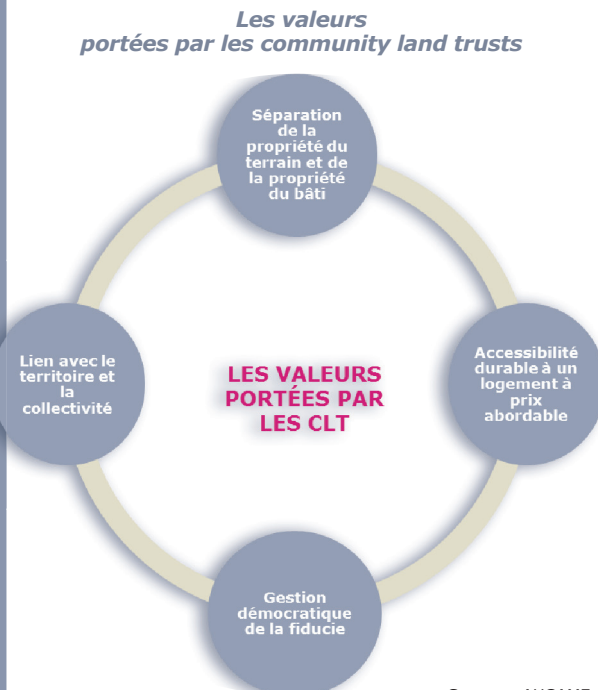 Les valeurs
portées par les community land trusts
Séparation
de la
propriété du
terrain et de
la propriété
du bâti
Lien avec le
territoire et
la
collectivité
LES VALEURS
PORTÉES PAR
LES CLT
Accessibilité
durable à un
logement à
prix
abordable
Gestion
démocratique
de la fiducie